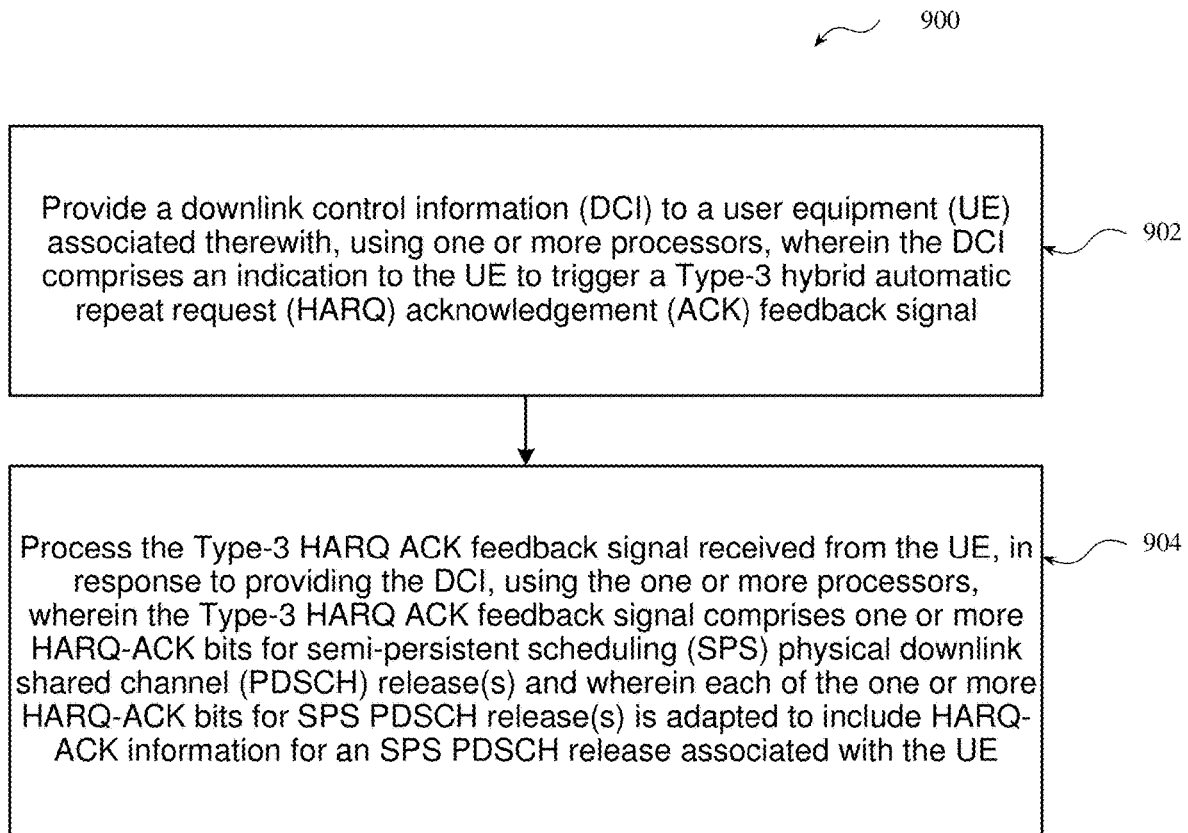 900
Provide a downlink control information (DCI) to a user equipment (UE)
associated therewith, using one or more processors, wherein the DCI
comprises an indication to the UE to trigger a Type-3 hybrid automatic
repeat request (HARQ) acknowledgement (ACK) feedback signal
902
Process the Type-3 HARQ ACK feedback signal received from the UE, in
response to providing the DCI, using the one or more processors,
wherein the Type-3 HARQ ACK feedback signal comprises one or more
HARQ-ACK bits for semi-persistent scheduling (SPS) physical downlink
shared channel (PDSCH) release(s) and wherein each of the one or more
HARQ-ACK bits for SPS PDSCH release(s) is adapted to include HARQ-
ACK information for an SPS PDSCH release associated with the UE
904